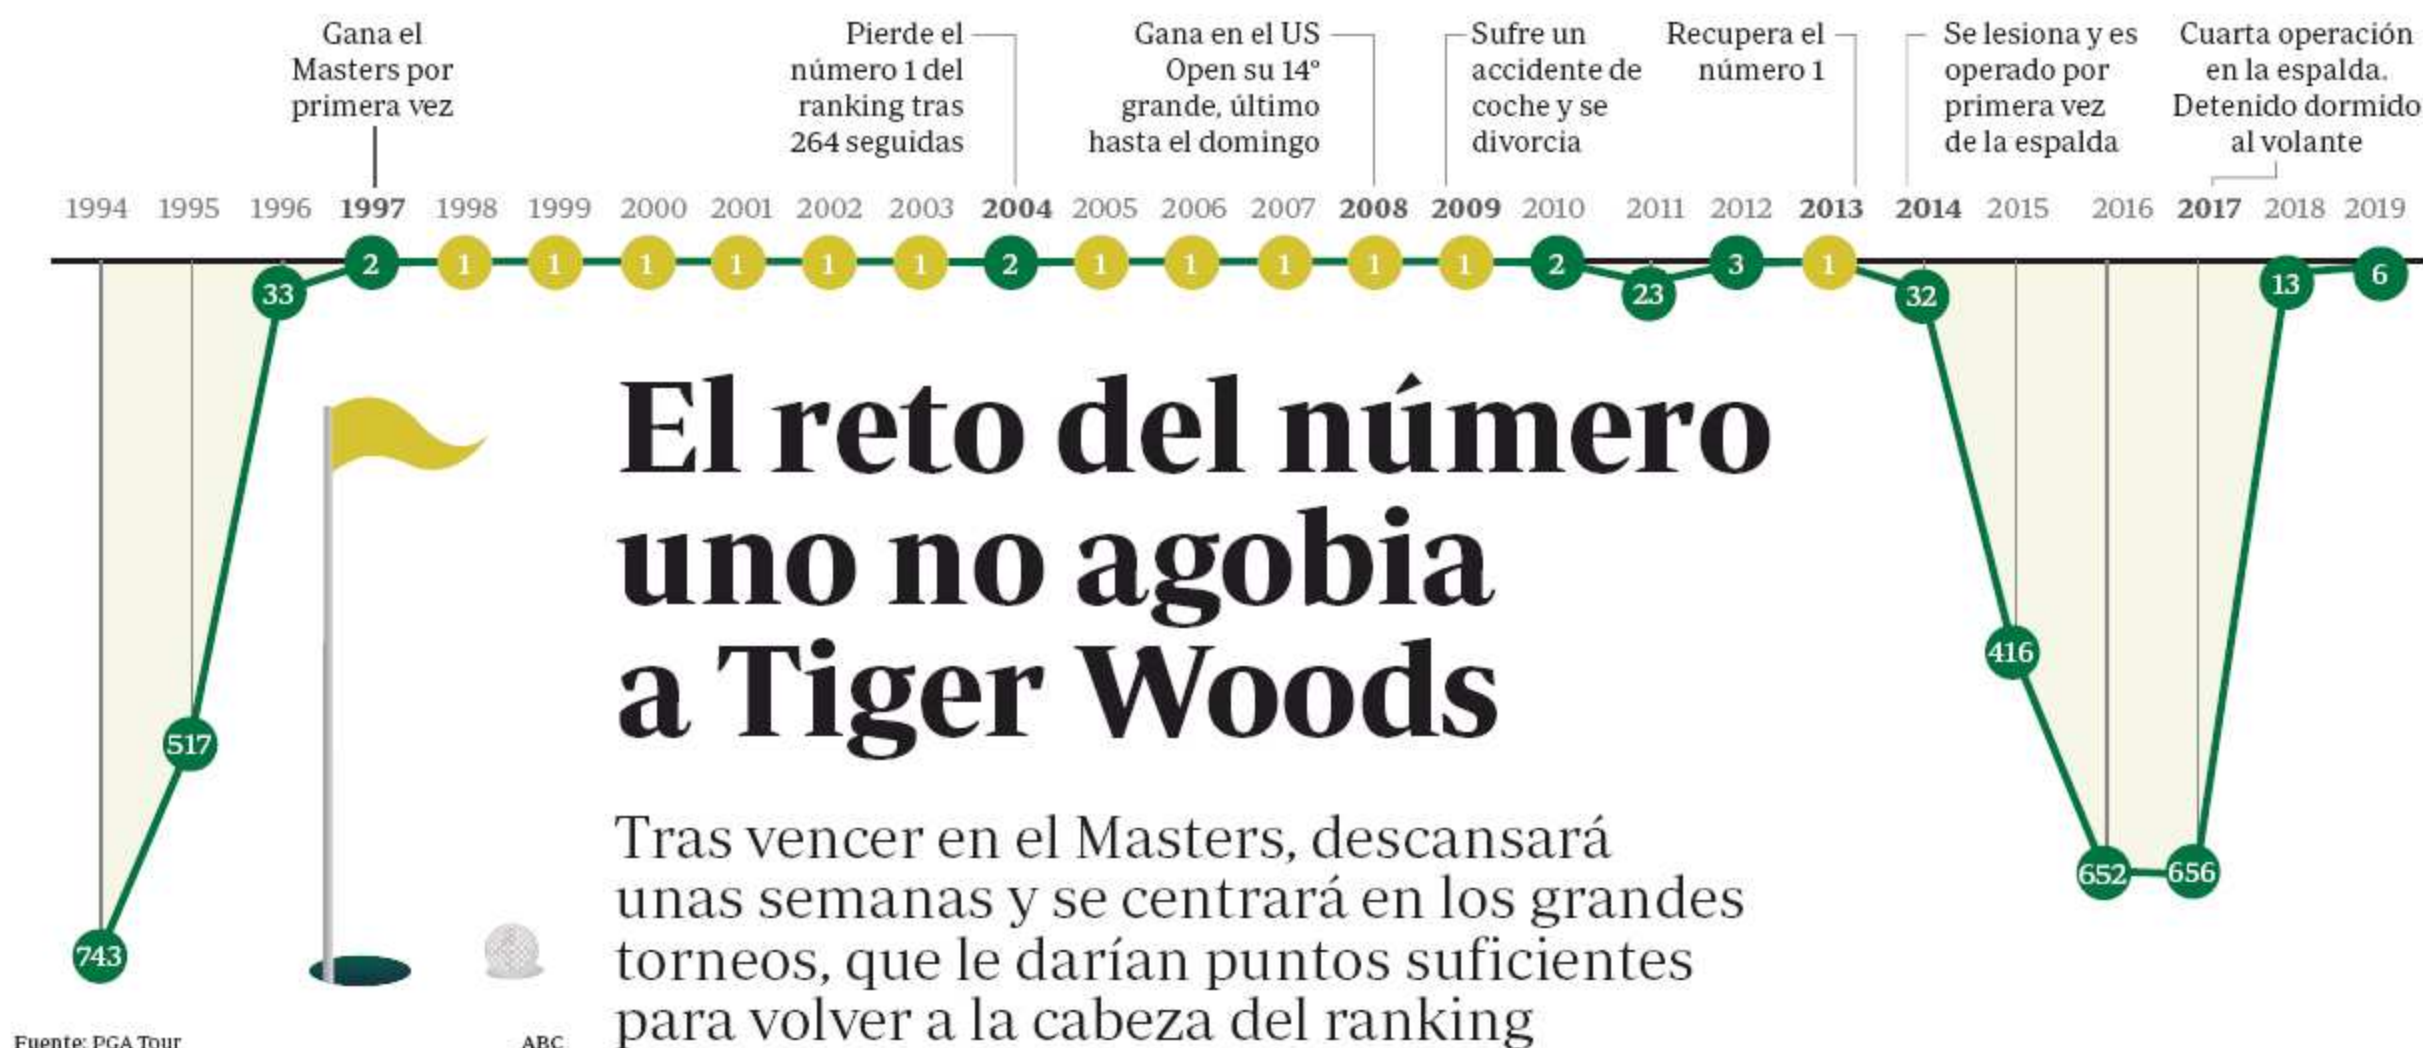 Gana el
Masters por
primera vez
Pierde el
número 1 del
ranking tras
264 seguidas
Gana en el US
Open su 14º
grande, último
hasta el domingo
Sufre un
accidente de
coche y se
divorcia
Recupera el
número 1
Se lesiona y es
operado por
primera vez
de la espalda
Cuarta operación
en la espalda.
Detenido dormido
al volante
1994 1995 1996 1997 1998 1999 2000 2001 2002 2003 2004 2005 2006 2007 2008 2009 2010 2011 2012 2013 2014 2015 2016 2017 2018 2019
743 517 33 2 1 1 1 1 1 1 2 1 1 1 1 1 2 23 3 1 32 416 652 656 13 6
El reto del número
uno no agobia
a Tiger Woods
Tras vencer en el Masters, descansará
unas semanas y se centrará en los grandes
torneos, que le darían puntos suficientes
para volver a la cabeza del ranking
Fuente: PGA Tour
ABC